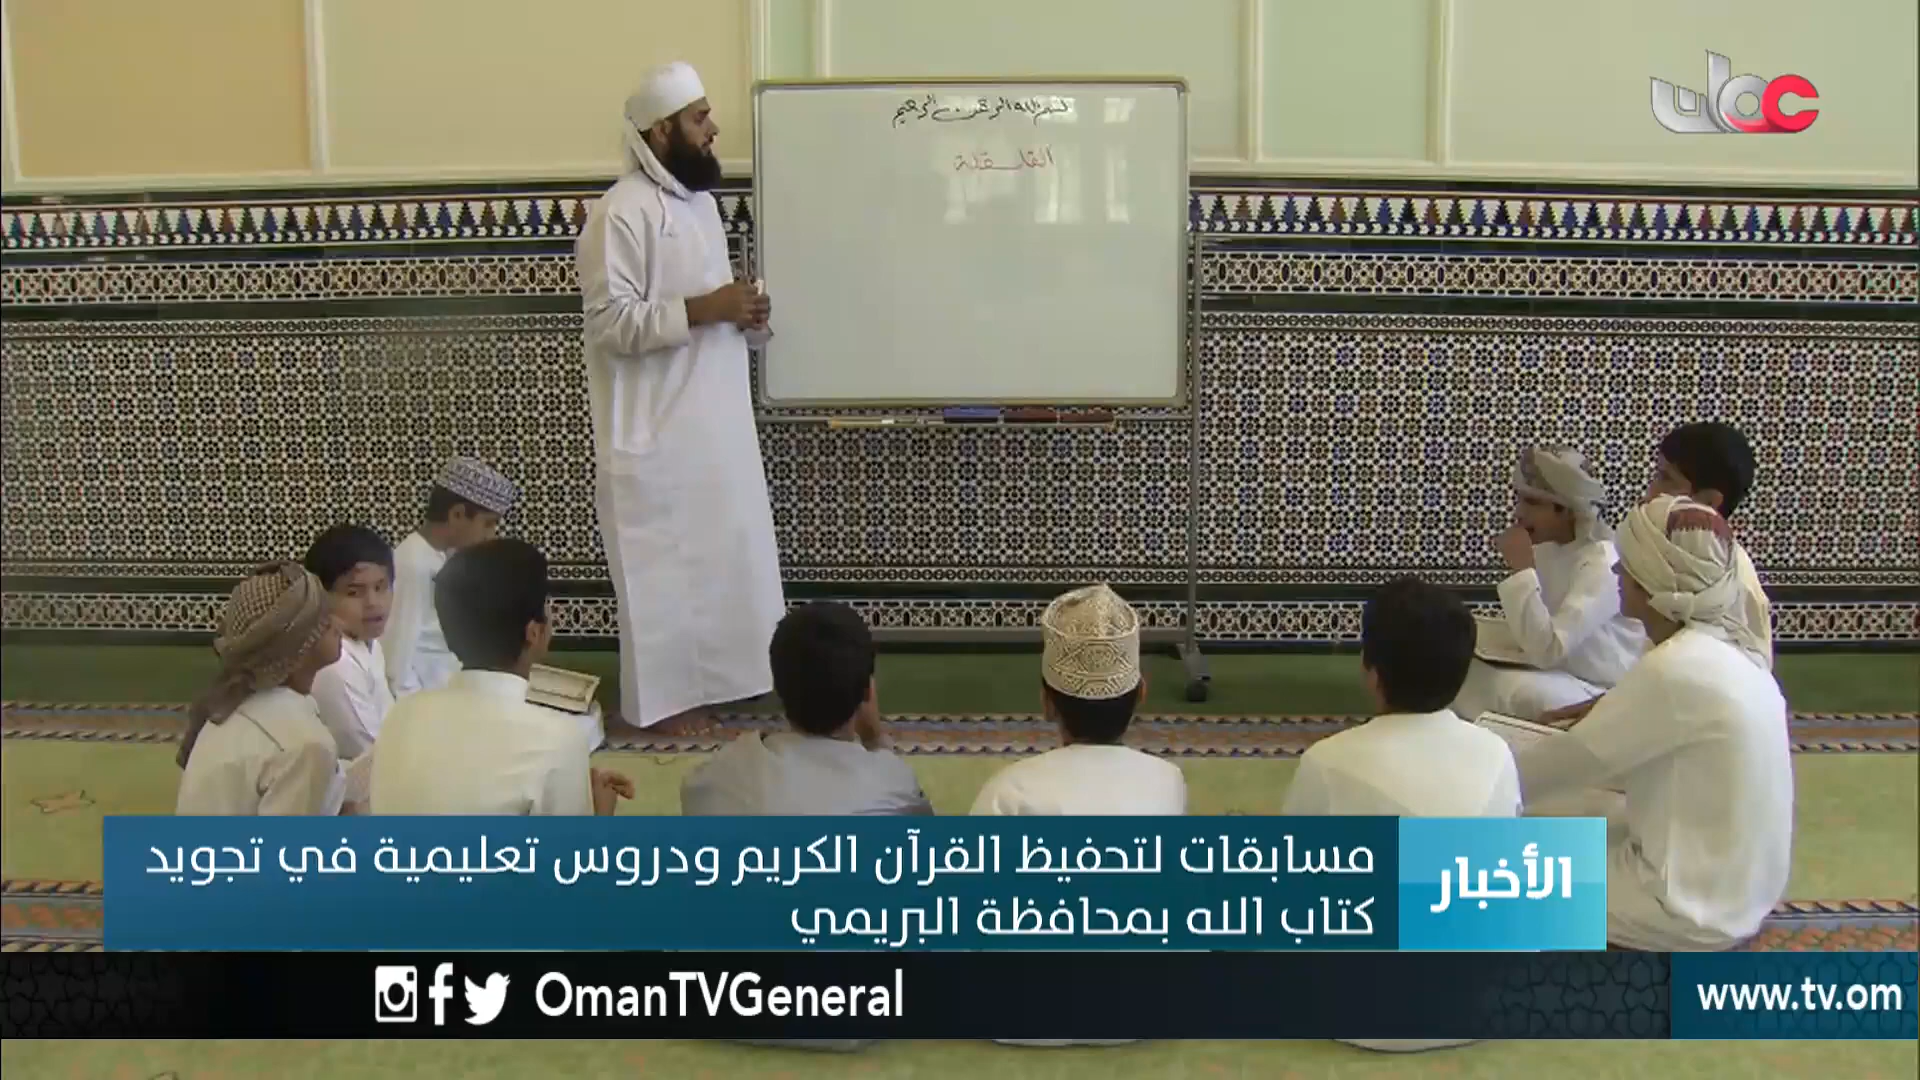 عمان
بسم الله الرحمن الرحيم
القلقلة
الأخبار
مسابقات لتحفيظ القرآن الكريم ودروس تعليمية في تجويد
كتاب الله بمحافظة البريمي
OmanTVGeneral
www.tv.om